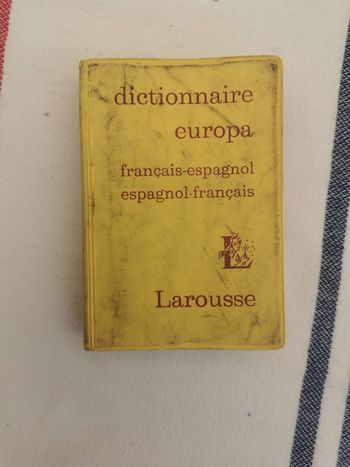 dictionnaire
europa
français-espagnol
espagnol-français
L
Larousse